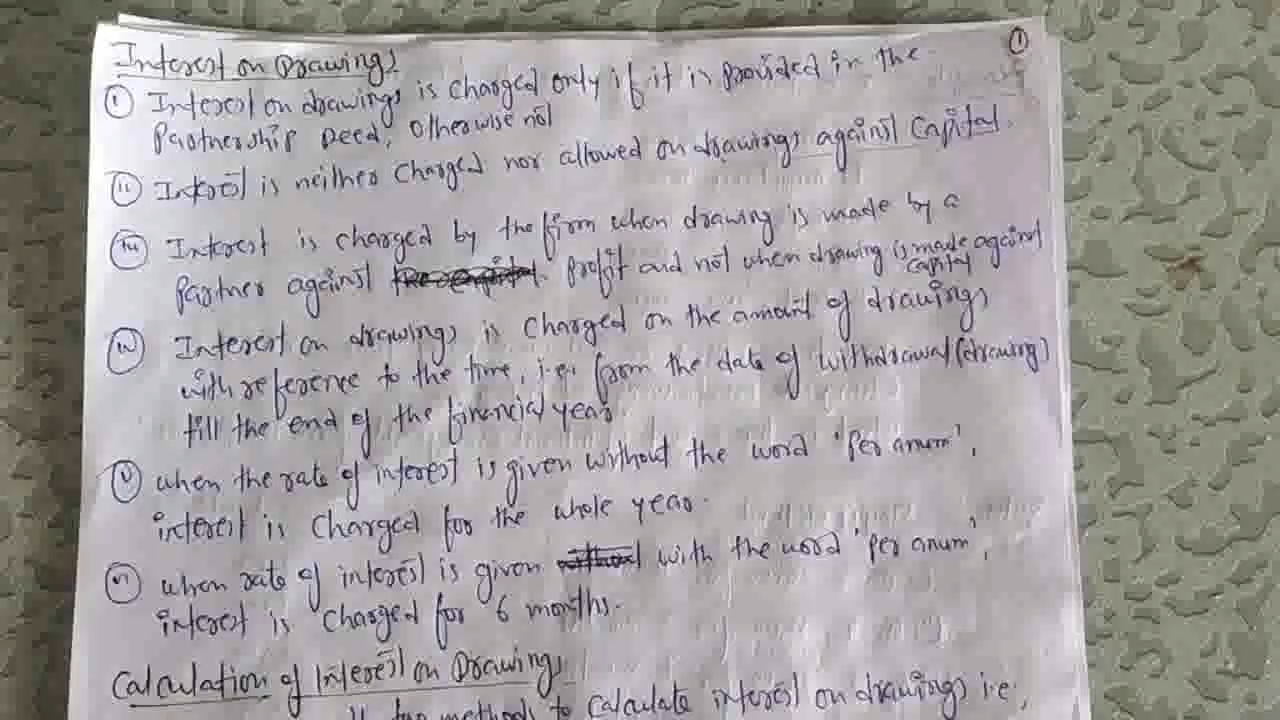 ①
Interest on Drawings
① Interest on drawings is charged only if it is provided in the
Partnership Deed, otherwise not
ⅱ Interest is neither charged nor allowed on drawings against Capital.
ⅲ Interest is charged by the firm when drawing is made by a
Partner against Profit and not when drawing is made against
capital
ⅳ Interest on drawings is charged on the amount of drawings
with reference to the time, i.e. from the date of withdrawal (drawing)
till the end of the financial year
ⅴ when the rate of interest is given without the word 'Per anum',
interest is charged for the whole year.
ⅵ when rate of interest is given with the word 'Per anum',
interest is charged for 6 months.
Calculation of Interest on Drawings
two methods to calculate interest on drawings i.e;